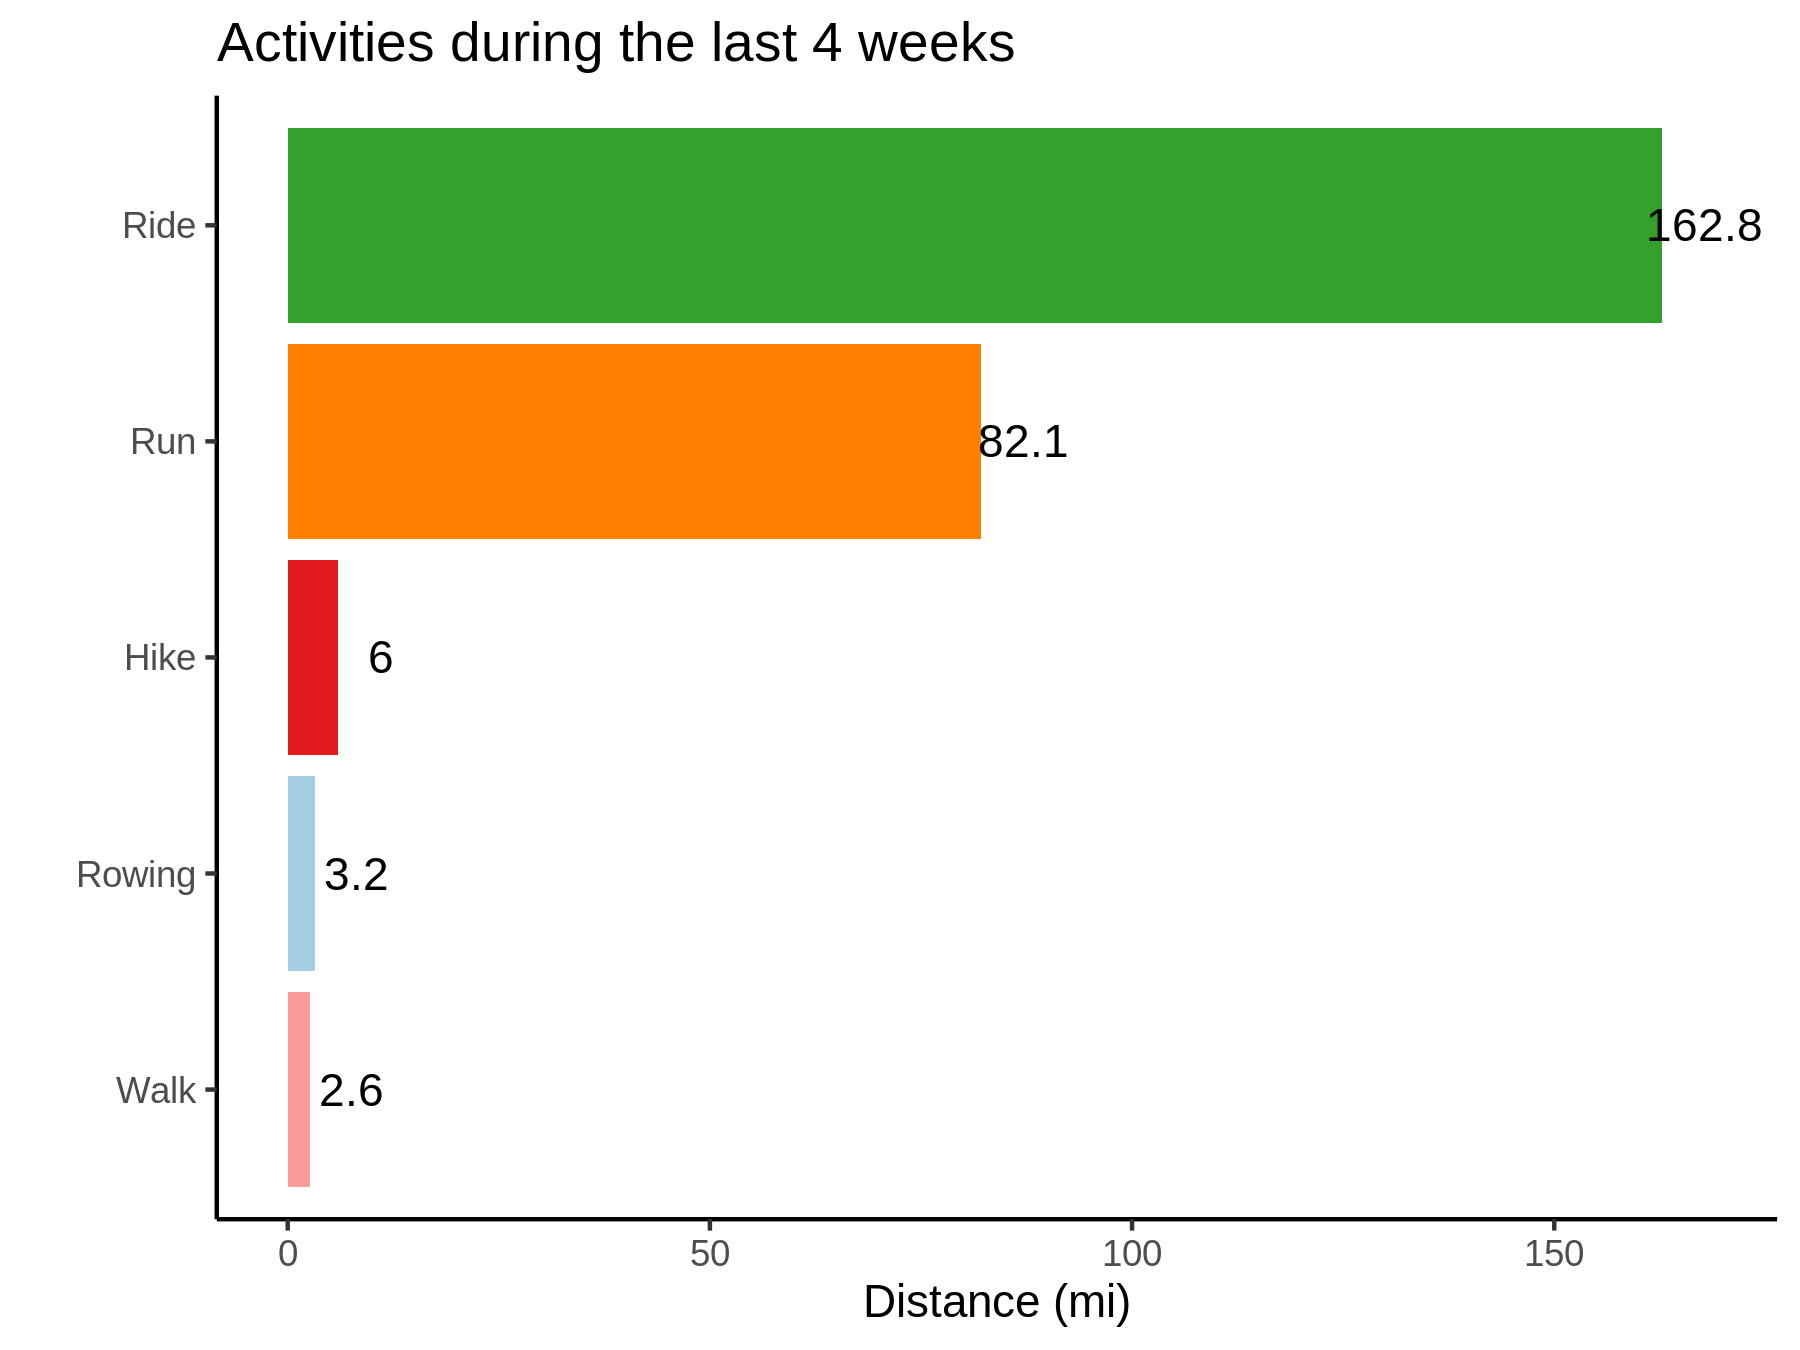 Activities during the last 4 weeks
Ride 162.8
Run 82.1
Hike 6
Rowing 3.2
Walk 2.6
0 50 100 150
Distance (mi)